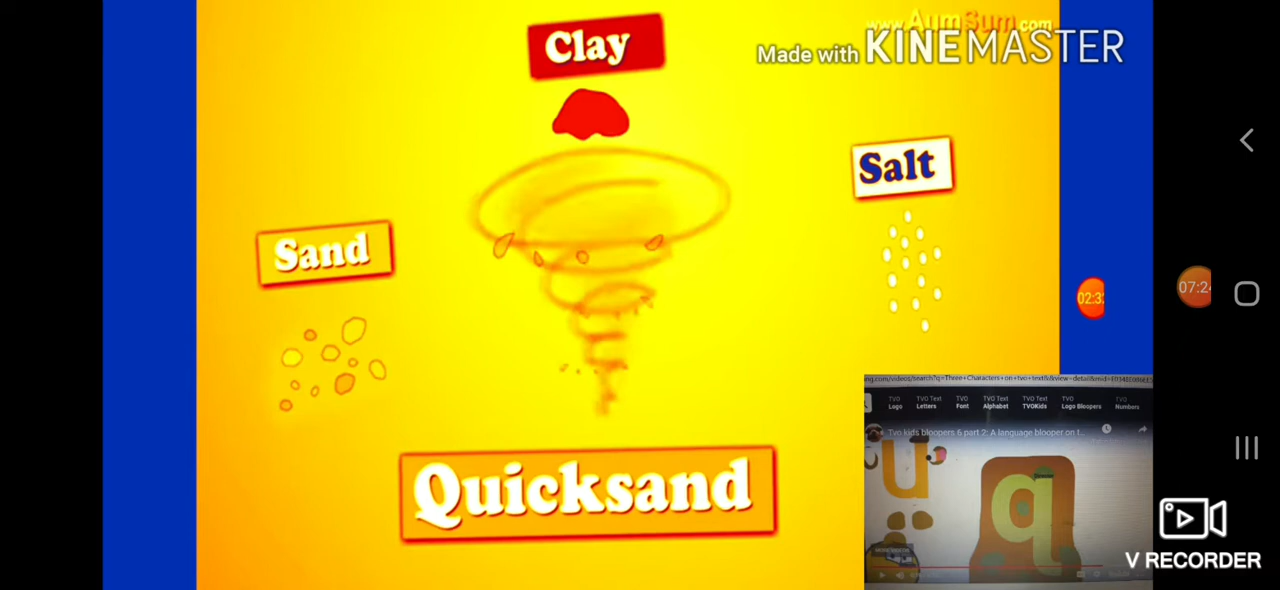 www.AumSum.com
Made with KINEMASTER
Clay
Salt
Sand
Quicksand
02:3
07:24
TVO Logo
TVO Text Letters
TVO Font
TVO Text Alphabet
TVO Text TVOKids
TVO Logo Bloopers
TVO Numbers
Tvo kids bloopers 6 part 2: A language blooper on t...
u
q
V RECORDER